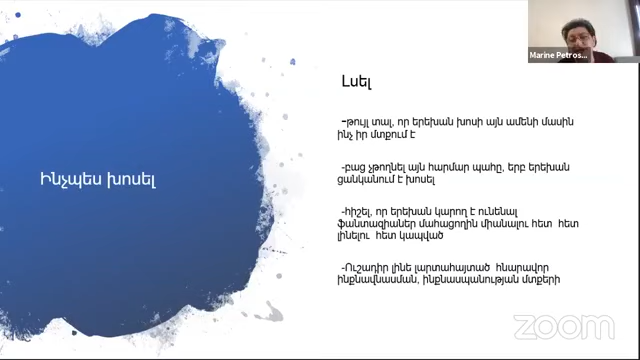 Ինչպես խոսել
Լսել
-թույլ տալ, որ երեխան խոսի այն ամենի մասին
ինչ իր մտքում է
-բաց չթողնել այն հարմար պահը, երբ երեխան
ցանկանում է խոսել
-հիշել, որ երեխան կարող է ունենալ
ֆանտազիաներ մահացողին միանալու հետ հետ
լինելու հետ կապված
-Ուշադիր լինե լարտահայտած հնարավոր
ինքնավնասման, ինքնասպանության մտքերի
Marine Petros...
zoom